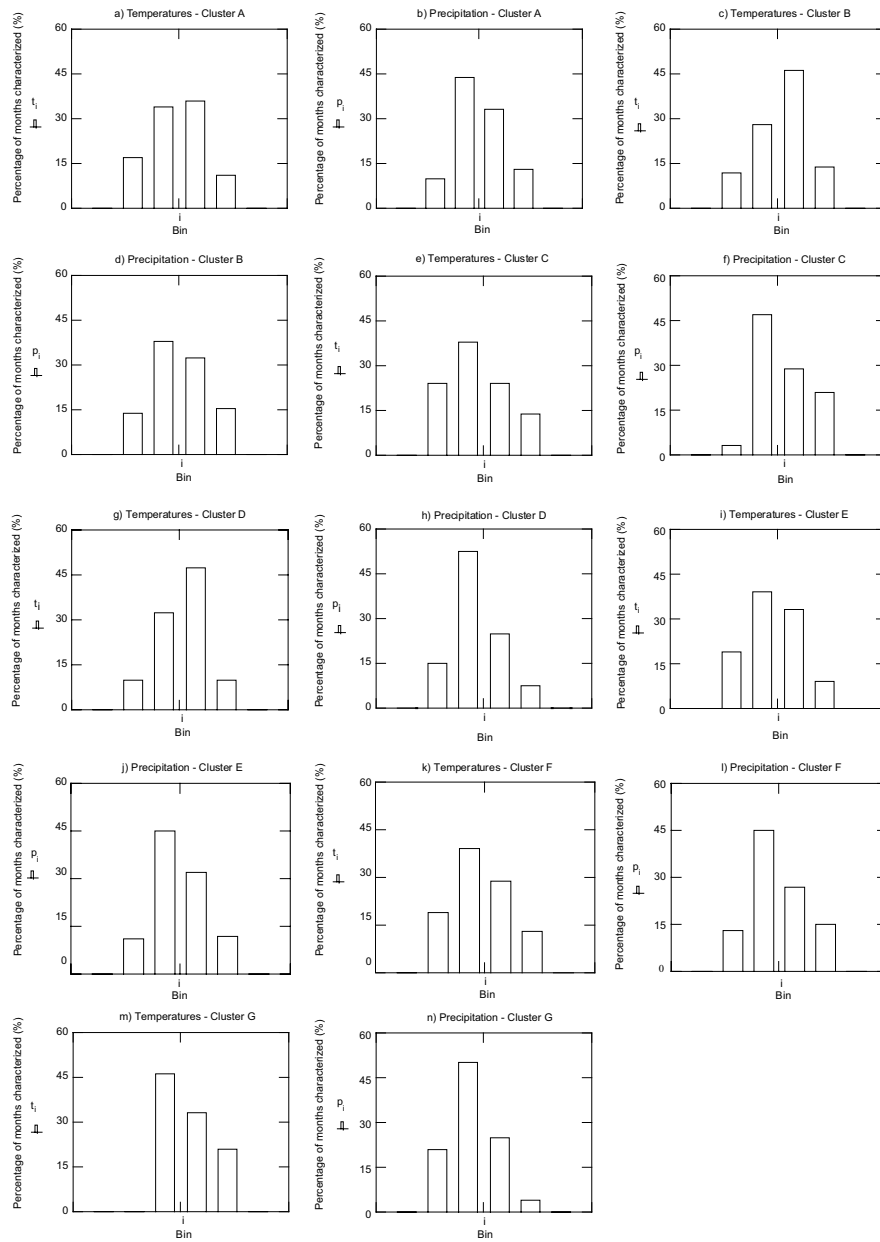 a) Temperatures - Cluster A
Percentage of months characterized (%)
t i
60
45
30
15
0
i
Bin
b) Precipitation - Cluster A
Percentage of months characterized (%)
p i
60
45
30
15
0
i
Bin
c) Temperatures - Cluster B
Percentage of months characterized (%)
t i
60
45
30
15
0
i
Bin
d) Precipitation - Cluster B
Percentage of months characterized (%)
p i
60
45
30
15
0
i
Bin
e) Temperatures - Cluster C
Percentage of months characterized (%)
t i
60
45
30
15
0
i
Bin
f) Precipitation - Cluster C
Percentage of months characterized (%)
p i
60
45
30
15
0
i
Bin
g) Temperatures - Cluster D
Percentage of months characterized (%)
t i
60
45
30
15
0
i
Bin
h) Precipitation - Cluster D
Percentage of months characterized (%)
p i
60
45
30
15
0
i
Bin
i) Temperatures - Cluster E
Percentage of months characterized (%)
t i
60
45
30
15
0
i
Bin
j) Precipitation - Cluster E
Percentage of months characterized (%)
p i
60
45
30
15
0
i
Bin
k) Temperatures - Cluster F
Percentage of months characterized (%)
t i
60
45
30
15
0
i
Bin
l) Precipitation - Cluster F
Percentage of months characterized (%)
p i
60
45
30
15
0
i
Bin
m) Temperatures - Cluster G
Percentage of months characterized (%)
t i
60
45
30
15
0
i
Bin
n) Precipitation - Cluster G
Percentage of months characterized (%)
p i
60
45
30
15
0
i
Bin